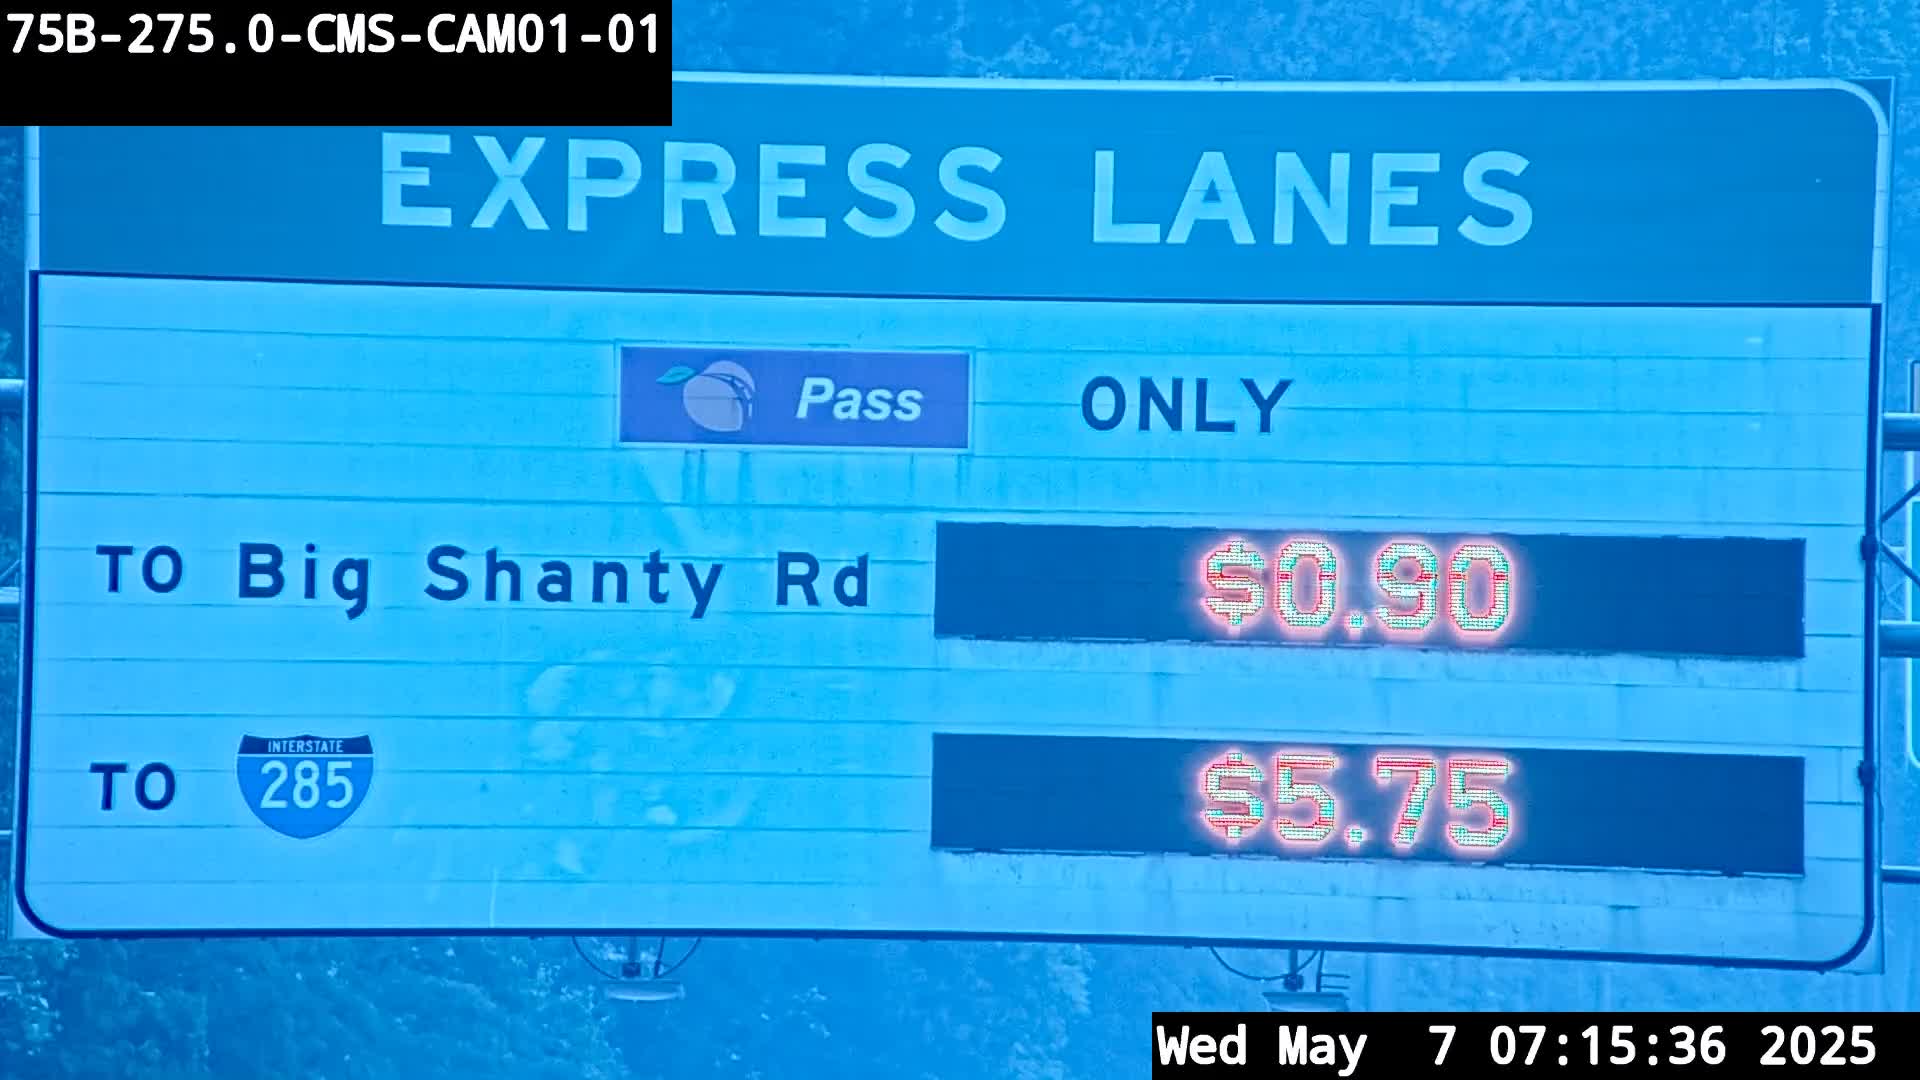 75B-275.0-CMS-CAM01-01
EXPRESS LANES
Pass ONLY
TO Big Shanty Rd $0.90
TO INTERSTATE 285 $5.75
Wed May 7 07:15:36 2025